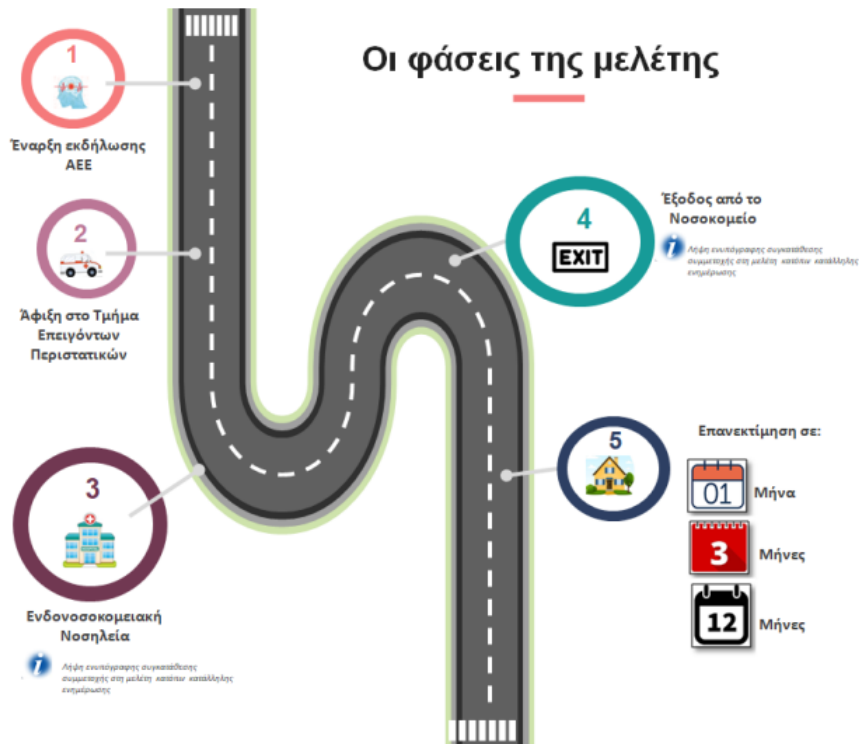 Οι φάσεις της μελέτης
1
Έναρξη εκδήλωσης
ΑΕΕ
2
Άφιξη στο Τμήμα
Επειγόντων
Περιστατικών
3
Ενδονοσοκομειακή
Νοσηλεία
i
Λήψη ενυπόγραφης συγκατάθεσης
συμμετοχής στη μελέτη κατόπιν κατάλληλης
ενημέρωσης
4
EXIT
Έξοδος από το
Νοσοκομείο
i
Λήψη ενυπόγραφης συγκατάθεσης
συμμετοχής στη μελέτη κατόπιν κατάλληλης
ενημέρωσης
5
Επανεκτίμηση σε:
01 Μήνα
3 Μήνες
12 Μήνες